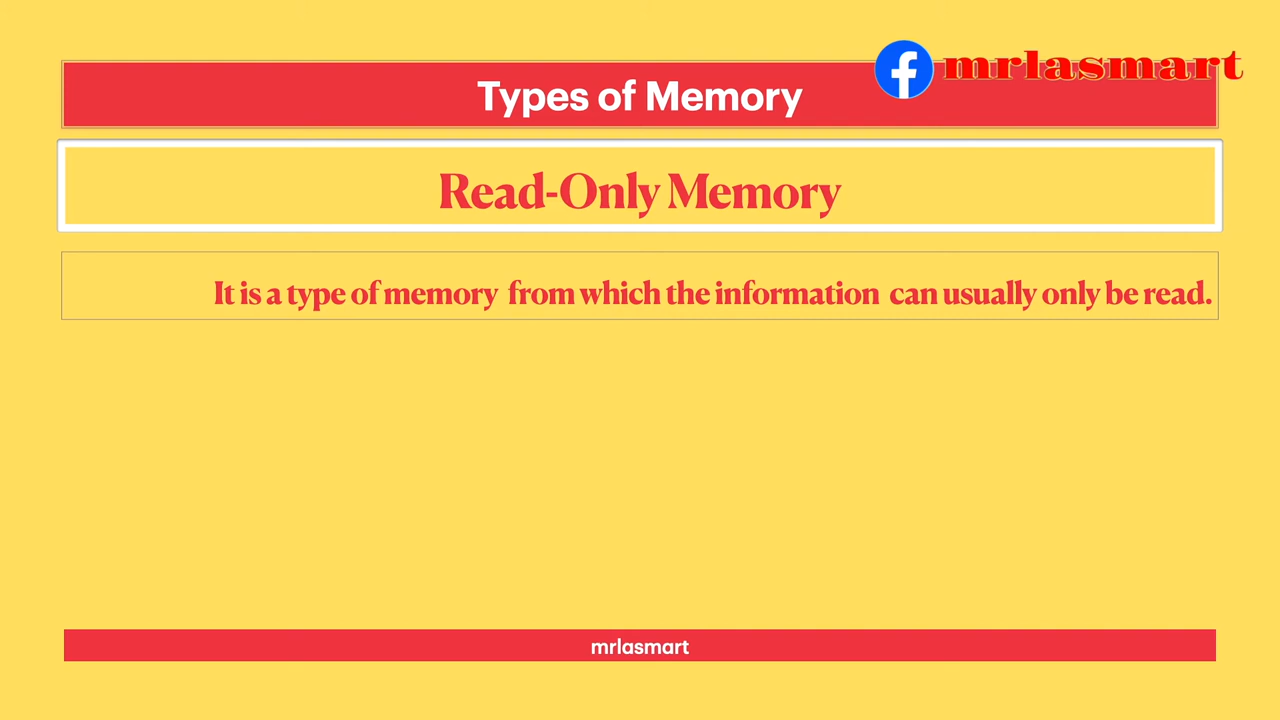 mrlasmart
Types of Memory
Read-Only Memory
It is a type of memory from which the information can usually only be read.
mrlasmart